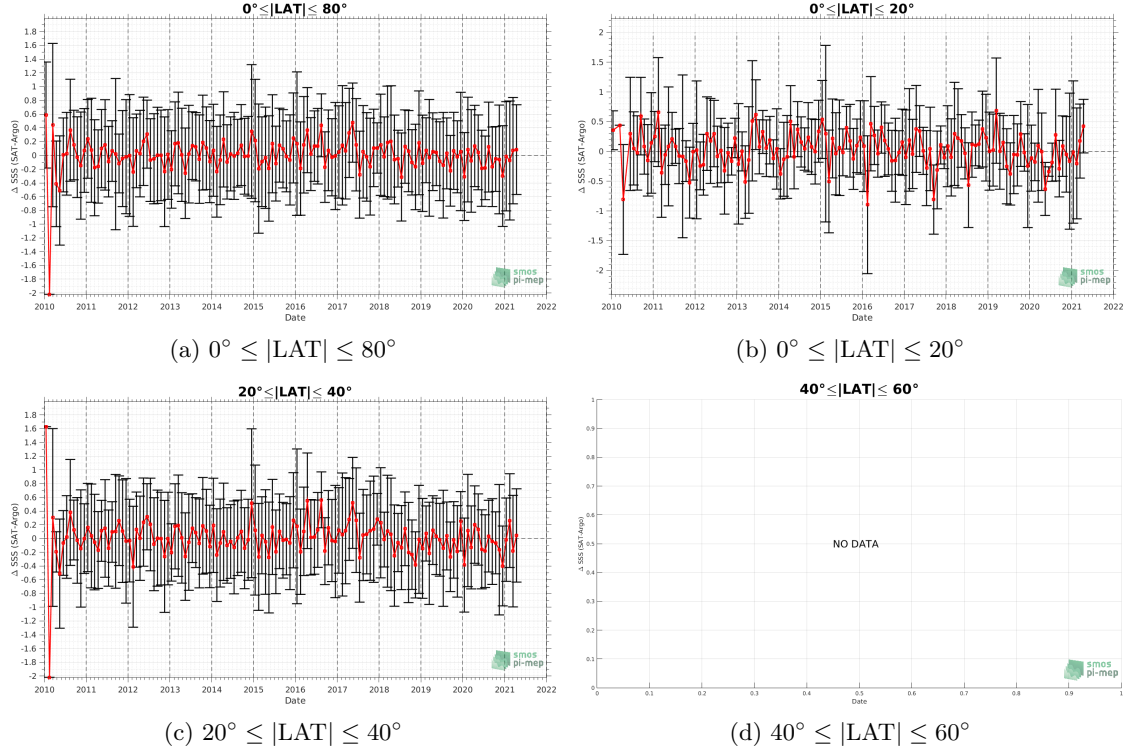 0°≤|LAT|≤ 80°
Δ SSS (SAT-Argo)
1.8
1.6
1.4
1.2
1
0.8
0.6
0.4
0.2
0
-0.2
-0.4
-0.6
-0.8
-1
-1.2
-1.4
-1.6
-1.8
-2
2010 2011 2012 2013 2014 2015 2016 2017 2018 2019 2020 2021 2022
Date
smos
pi-mep
(a) 0° ≤ |LAT| ≤ 80°
0°≤|LAT|≤ 20°
Δ SSS (SAT-Argo)
2
1.5
1
0.5
0
-0.5
-1
-1.5
-2
2010 2011 2012 2013 2014 2015 2016 2017 2018 2019 2020 2021 2022
Date
smos
pi-mep
(b) 0° ≤ |LAT| ≤ 20°
20°≤|LAT|≤ 40°
Δ SSS (SAT-Argo)
1.8
1.6
1.4
1.2
1
0.8
0.6
0.4
0.2
0
-0.2
-0.4
-0.6
-0.8
-1
-1.2
-1.4
-1.6
-1.8
-2
2010 2011 2012 2013 2014 2015 2016 2017 2018 2019 2020 2021 2022
Date
smos
pi-mep
(c) 20° ≤ |LAT| ≤ 40°
40°≤|LAT|≤ 60°
Δ SSS (SAT-Argo)
1
0.9
0.8
0.7
0.6
0.5
0.4
0.3
0.2
0.1
0
NO DATA
0 0.1 0.2 0.3 0.4 0.5 0.6 0.7 0.8 0.9 1
Date
smos
pi-mep
(d) 40° ≤ |LAT| ≤ 60°